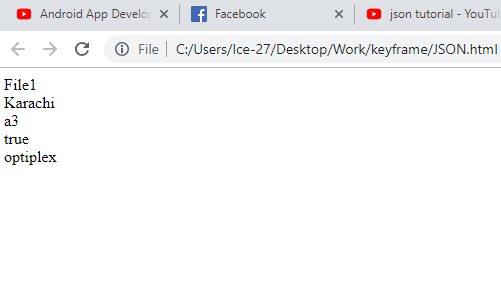 Android App Develop
Facebook
json tutorial - YouTu
File
C:/Users/Ice-27/Desktop/Work/keyframe/JSON.html
File1
Karachi
a3
true
optiplex